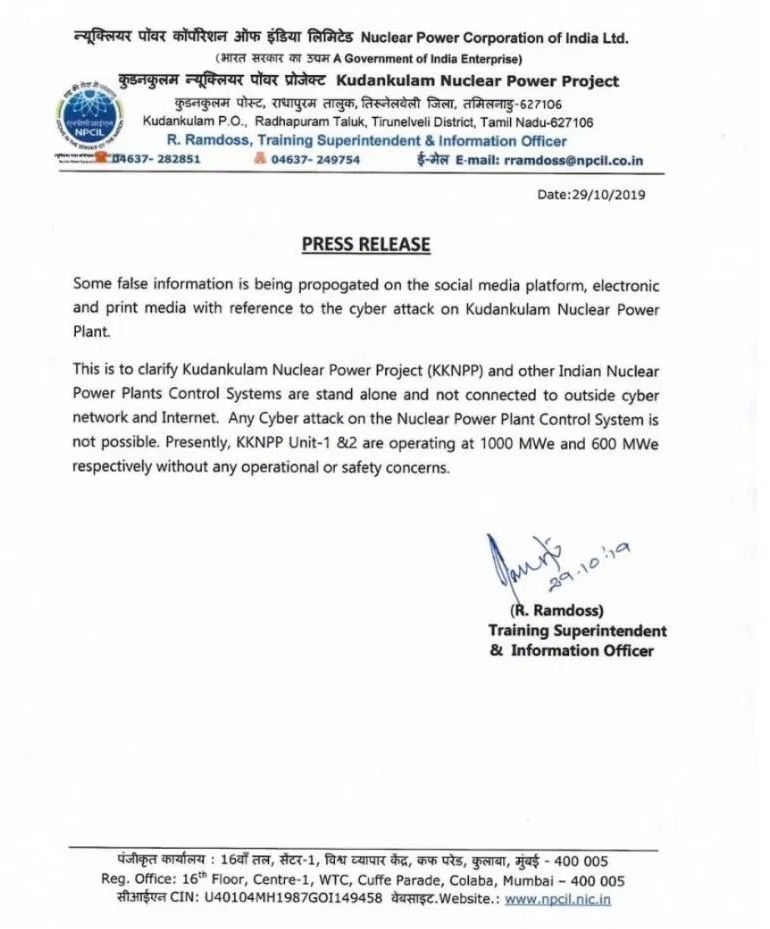 न्यूक्लियर पॉवर कॉर्पोरेशन ऑफ इंडिया लिमिटेड Nuclear Power Corporation of India Ltd.
(भारत सरकार का उद्यम A Government of India Enterprise)
कुडनकुलम न्यूक्लियर पॉवर प्रोजेक्ट Kudankulam Nuclear Power Project
कुडनकुलम पोस्ट, राधापुरम तालुक, तिरुनेलवेली जिला, तमिलनाडु-627106
Kudankulam P.O., Radhapuram Taluk, Tirunelveli District, Tamil Nadu-627106
R. Ramdoss, Training Superintendent & Information Officer
04637- 282851 04637- 249754 ई-मेल E-mail: rramdoss@npcil.co.in
एनपीसीआईएल
NPCIL
Date:29/10/2019
PRESS RELEASE
Some false information is being propogated on the social media platform, electronic
and print media with reference to the cyber attack on Kudankulam Nuclear Power
Plant.
This is to clarify Kudankulam Nuclear Power Project (KKNPP) and other Indian Nuclear
Power Plants Control Systems are stand alone and not connected to outside cyber
network and Internet. Any Cyber attack on the Nuclear Power Plant Control System is
not possible. Presently, KKNPP Unit-1 &2 are operating at 1000 MWe and 600 MWe
respectively without any operational or safety concerns.
29.10.'19
(R. Ramdoss)
Training Superintendent
& Information Officer
पंजीकृत कार्यालय : 16वाँ तल, सेंटर-1, विश्व व्यापार केंद्र, कफ परेड, कुलाबा, मुंबई - 400 005
Reg. Office: 16th Floor, Centre-1, WTC, Cuffe Parade, Colaba, Mumbai – 400 005
सीआईएन CIN: U40104MH1987GOI149458 वेबसाइट.Website.: www.npcil.nic.in